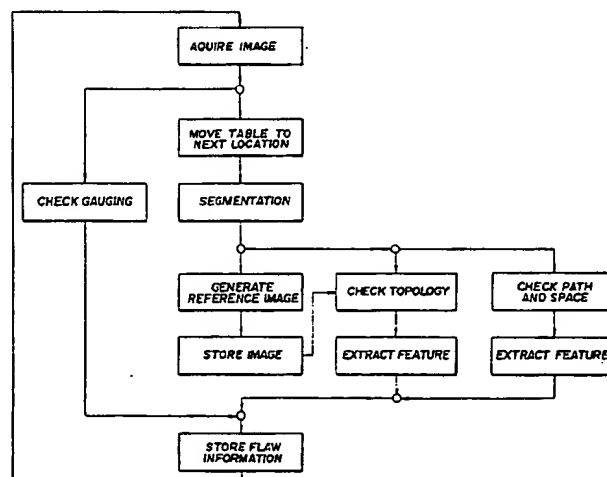 AQUIRE IMAGE
MOVE TABLE TO
NEXT LOCATION
CHECK GAUGING
SEGMENTATION
GENERATE
REFERENCE IMAGE
CHECK TOPOLOGY
CHECK PATH
AND SPACE
STORE IMAGE
EXTRACT FEATURE
EXTRACT FEATURE
STORE FLAW
INFORMATION